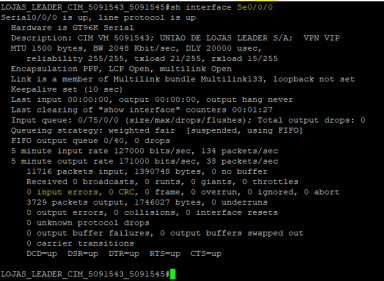 LOJAS_LEADER_CIM_5091543_5091545#sh interface Se0/0/0
Serial0/0/0 is up, line protocol is up
Hardware is GT96K Serial
Description: CIM VM 5091543; UNIAO DE LOJAS LEADER S/A; VPN VIP
MTU 1500 bytes, BW 2048 Kbit/sec, DLY 20000 usec,
reliability 255/255, txload 21/255, rxload 15/255
Encapsulation PPP, LCP Open, multilink Open
Link is a member of Multilink bundle Multilink133, loopback not set
Keepalive set (10 sec)
Last input 00:00:00, output 00:00:00, output hang never
Last clearing of "show interface" counters 00:01:27
Input queue: 0/75/0/0 (size/max/drops/flushes); Total output drops: 0
Queueing strategy: weighted fair [suspended, using FIFO]
FIFO output queue 0/40, 0 drops
5 minute input rate 127000 bits/sec, 134 packets/sec
5 minute output rate 171000 bits/sec, 38 packets/sec
11716 packets input, 1390748 bytes, 0 no buffer
Received 0 broadcasts, 0 runts, 0 giants, 0 throttles
0 input errors, 0 CRC, 0 frame, 0 overrun, 0 ignored, 0 abort
3729 packets output, 1746027 bytes, 0 underruns
0 output errors, 0 collisions, 0 interface resets
0 unknown protocol drops
0 output buffer failures, 0 output buffers swapped out
0 carrier transitions
DCD=up DSR=up DTR=up RTS=up CTS=up
LOJAS_LEADER_CIM_5091543_5091545#